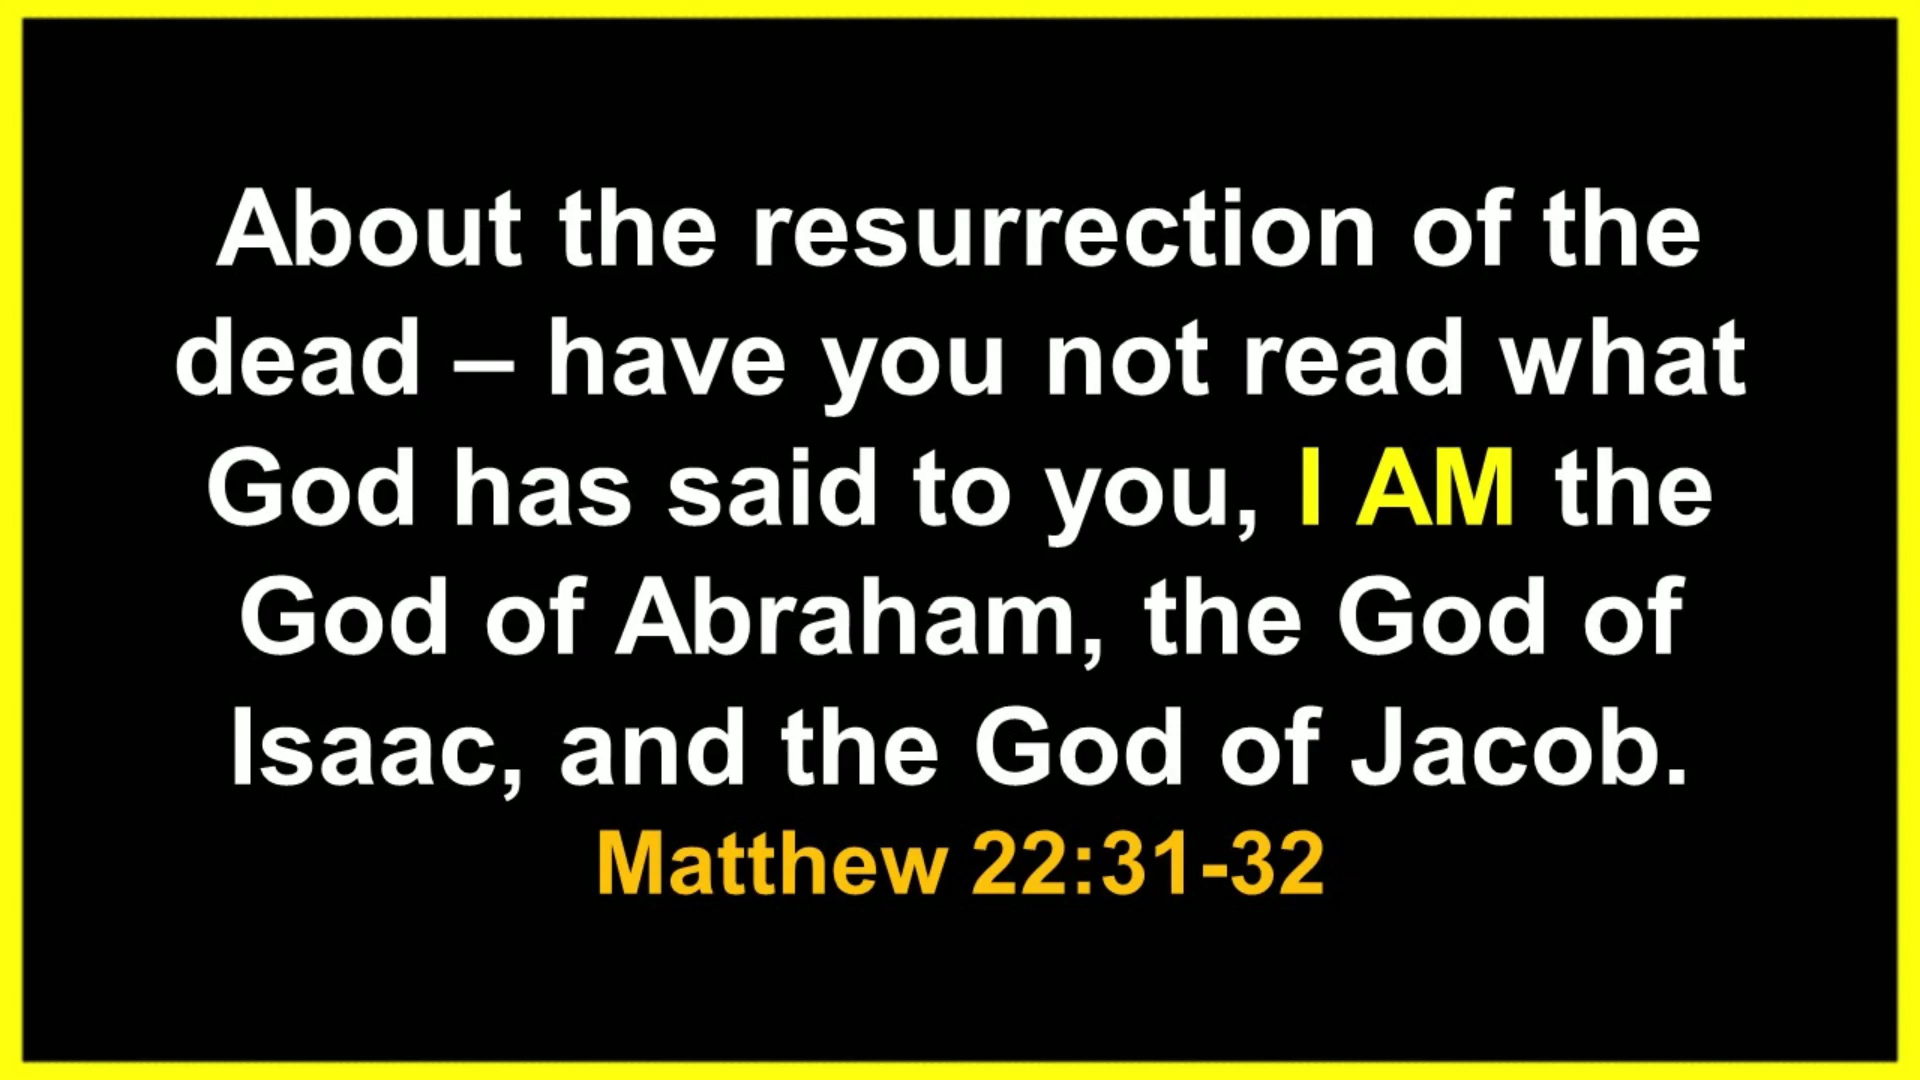 About the resurrection of the
dead – have you not read what
God has said to you, I AM the
God of Abraham, the God of
Isaac, and the God of Jacob.
Matthew 22:31-32